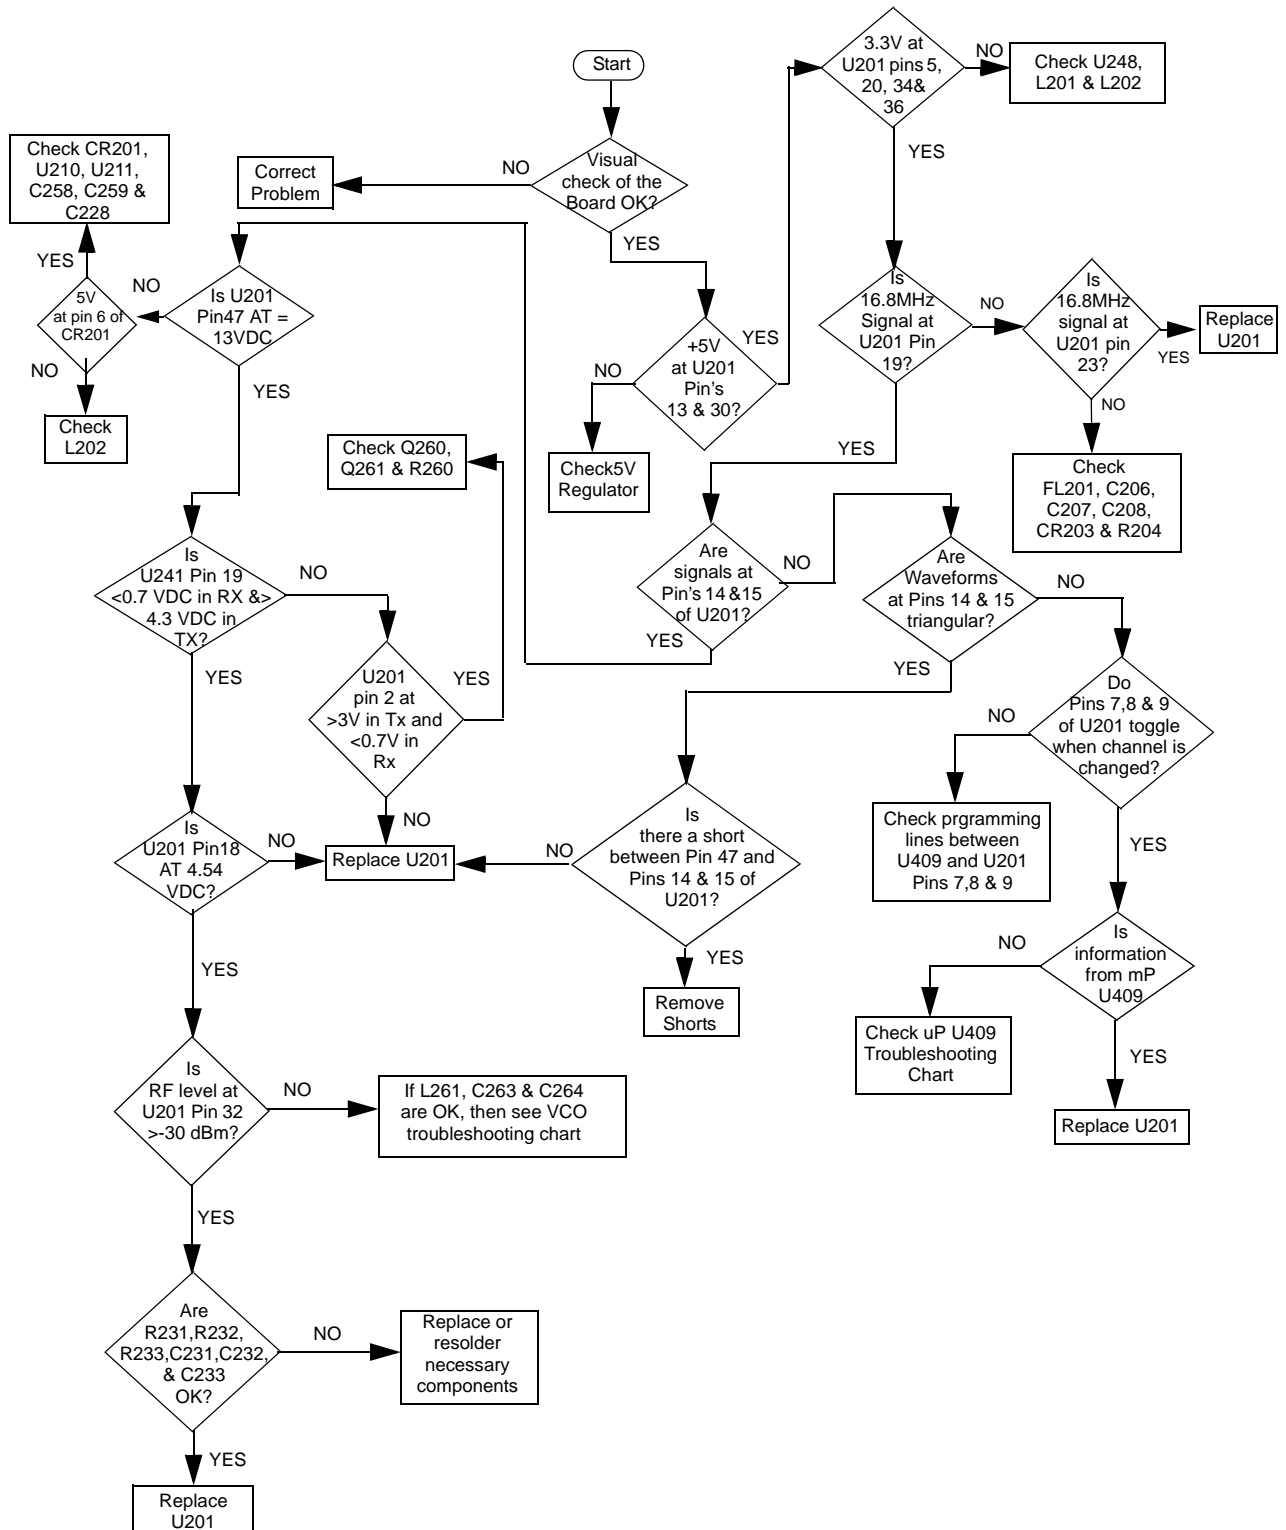 Start
Visual
check of the
Board OK?
NO
Correct
Problem
YES
+5V
at U201
Pin's
13 & 30?
NO
Check5V
Regulator
YES
3.3V at
U201 pins 5,
20, 34&
36
NO
Check U248,
L201 & L202
YES
Is
16.8MHz
Signal at
U201 Pin
19?
NO
Is
16.8MHz
signal at
U201 pin
23?
YES
Replace
U201
NO
Check
FL201, C206,
C207, C208,
CR203 & R204
YES
Are
signals at
Pin's 14 &15
of U201?
NO
Are
Waveforms
at Pins 14 & 15
triangular?
NO
Do
Pins 7,8 & 9
of U201 toggle
when channel is
changed?
NO
Check prgramming
lines between
U409 and U201
Pins 7,8 & 9
YES
Is
information
from mP
U409
NO
Check uP U409
Troubleshooting
Chart
YES
Replace U201
YES
Is
there a short
between Pin 47 and
Pins 14 & 15 of
U201?
NO
YES
Remove
Shorts
YES
Is U201
Pin47 AT =
13VDC
NO
5V
at pin 6 of
CR201
YES
Check CR201,
U210, U211,
C258, C259 &
C228
NO
Check
L202
YES
Is
U241 Pin 19
<0.7 VDC in RX &>
4.3 VDC in
TX?
NO
U201
pin 2 at
>3V in Tx and
<0.7V in
Rx
YES
Check Q260,
Q261 & R260
NO
Replace U201
YES
Is
U201 Pin18
AT 4.54
VDC?
NO
YES
Is
RF level at
U201 Pin 32
>-30 dBm?
NO
If L261, C263 & C264
are OK, then see VCO
troubleshooting chart
YES
Are
R231,R232,
R233,C231,C232,
& C233
OK?
NO
Replace or
resolder
necessary
components
YES
Replace
U201